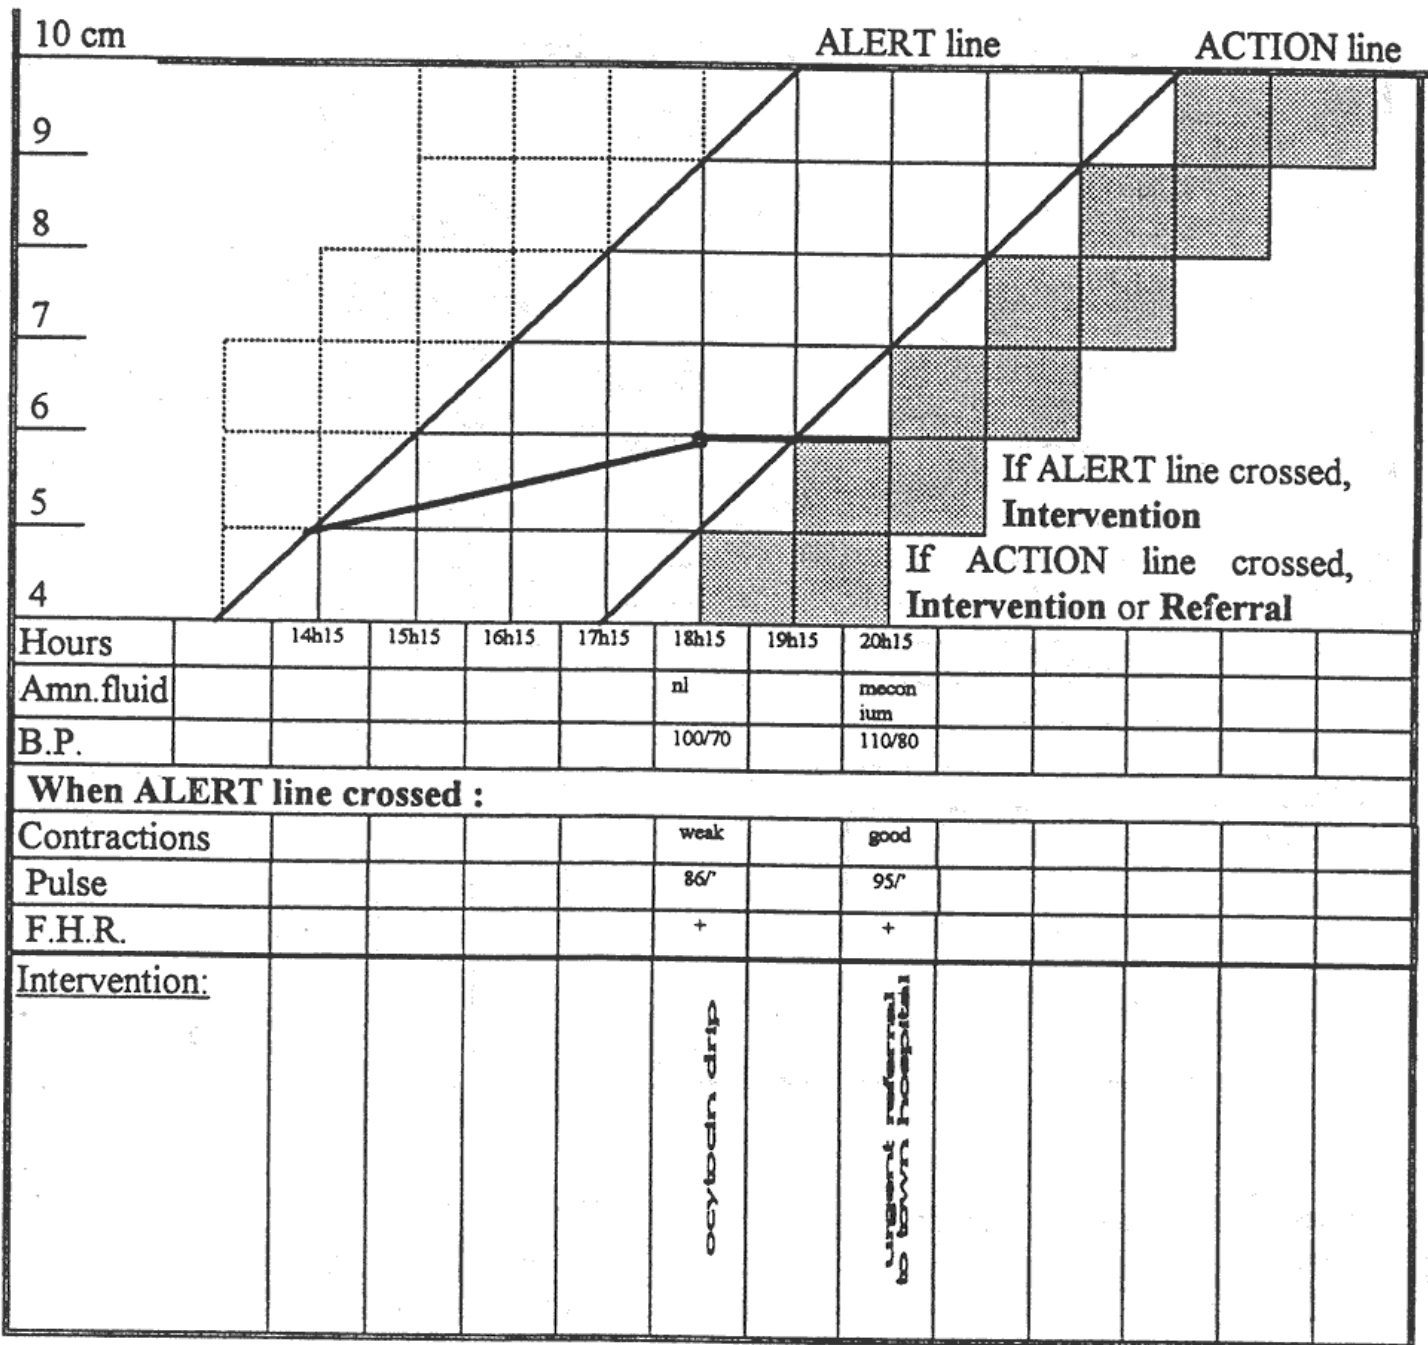 10 cm
ALERT line
ACTION line
9
8
7
6
5
4
If ALERT line crossed,
Intervention
If ACTION line crossed,
Intervention or Referral
Hours 14h15 15h15 16h15 17h15 18h15 19h15 20h15
Amn.fluid nl mecon
ium
B.P. 100/70 110/80
When ALERT line crossed :
Contractions weak good
Pulse 86/' 95/'
F.H.R. + +
Intervention:
ocytocin drip
urgent referral
to town hospital